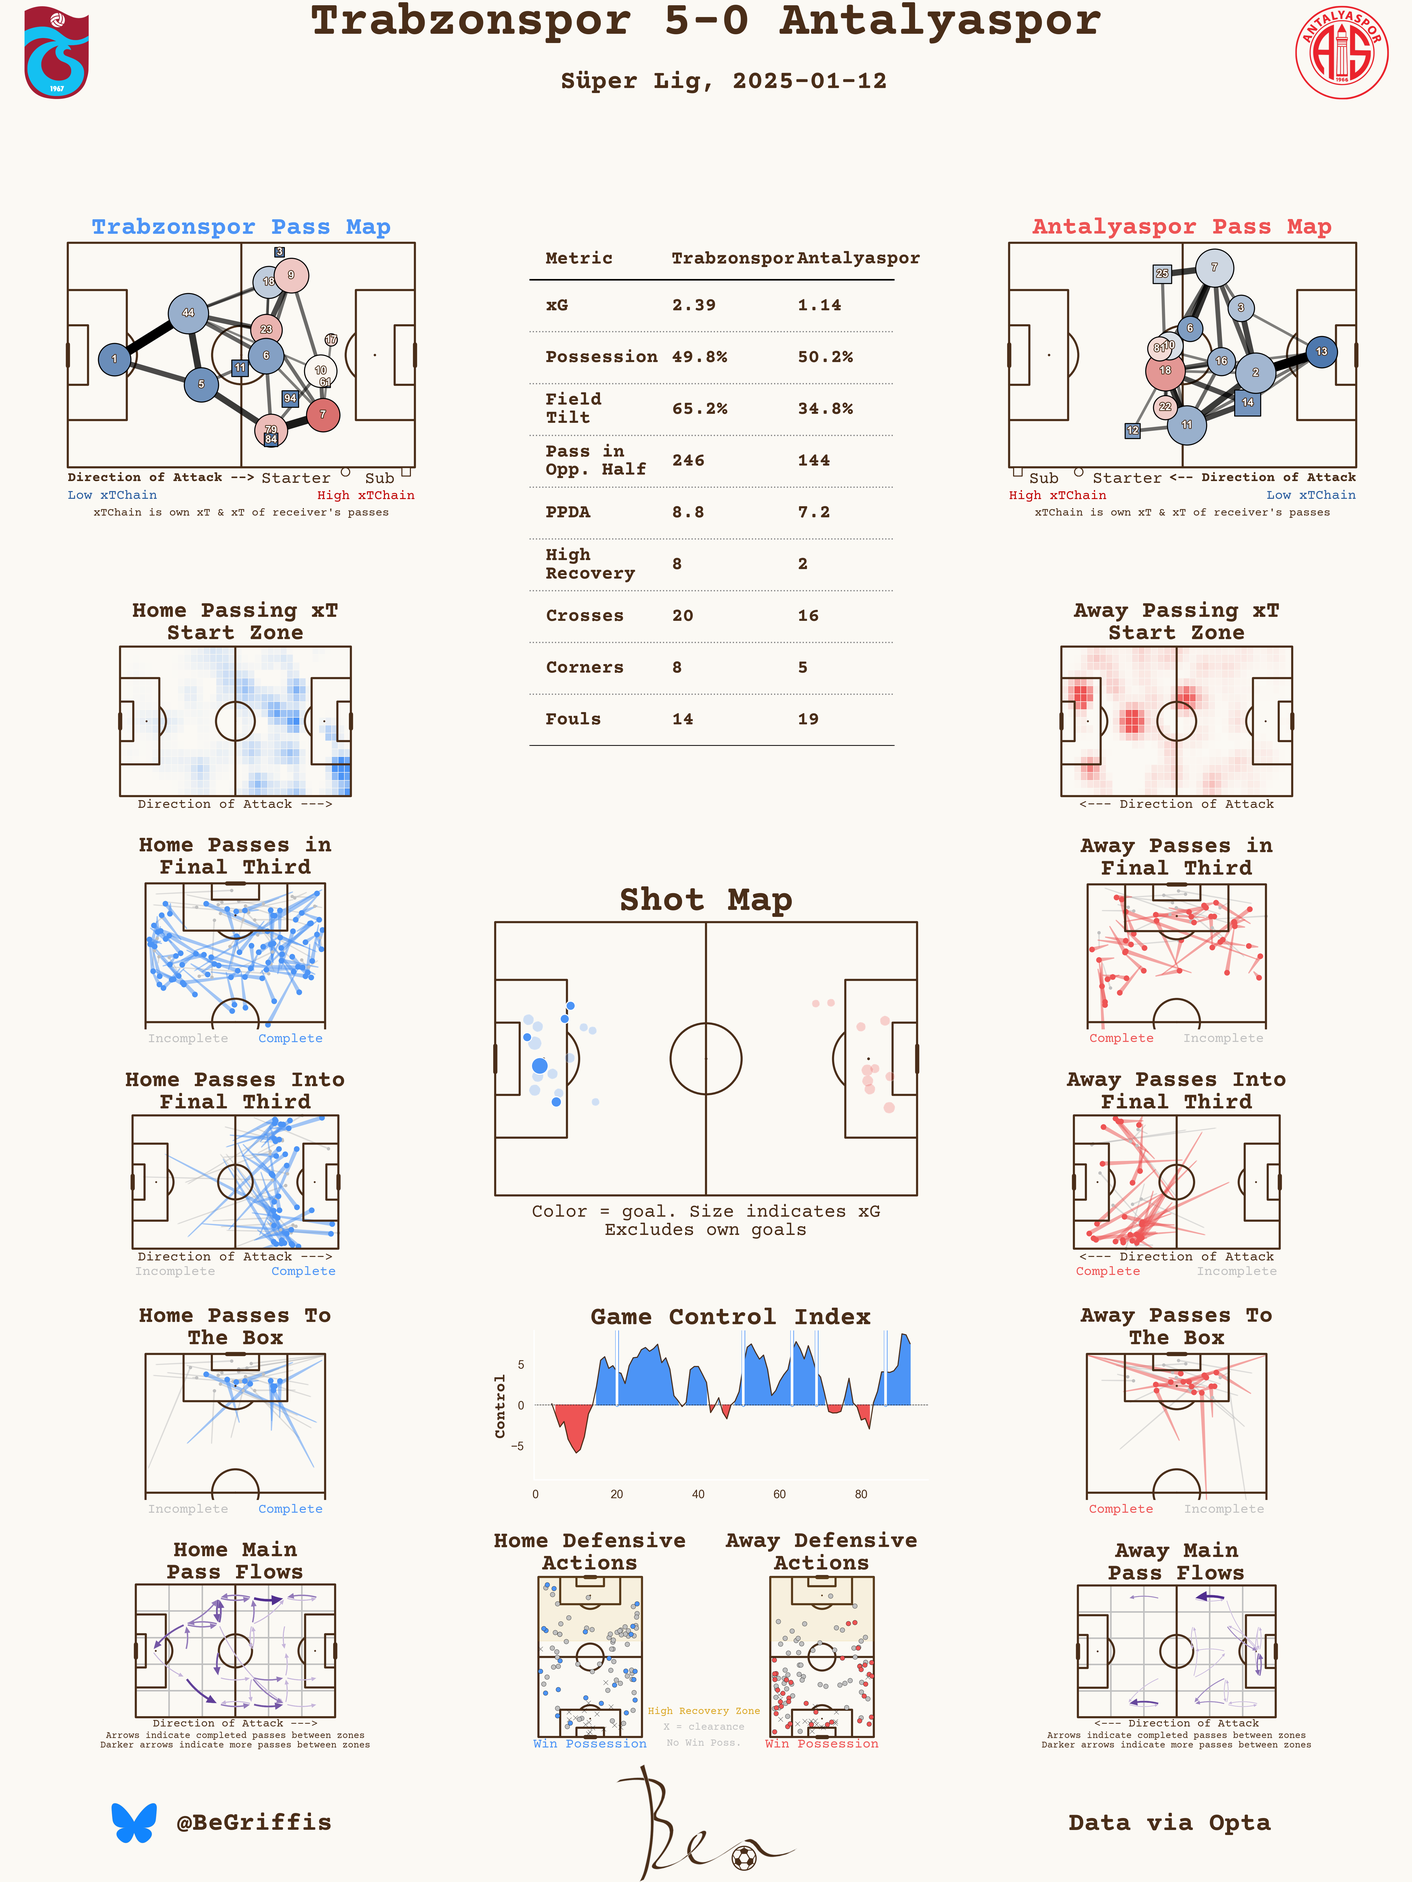 Trabzonspor 5-0 Antalyaspor
Süper Lig, 2025-01-12
1967
ANTALYASPOR
1966
Trabzonspor Pass Map
3
18
9
44
23
1
6
17
11
10
5
61
94
7
79
84
Direction of Attack --> Starter Sub
Low xTChain High xTChain
xTChain is own xT & xT of receiver's passes
Metric Trabzonspor Antalyaspor
xG 2.39 1.14
Possession 49.8% 50.2%
Field
Tilt 65.2% 34.8%
Pass in
Opp. Half 246 144
PPDA 8.8 7.2
High
Recovery 8 2
Crosses 20 16
Corners 8 5
Fouls 14 19
Antalyaspor Pass Map
25
7
3
6
81
10
13
18
16
2
22
14
12
11
Sub Starter <-- Direction of Attack
High xTChain Low xTChain
xTChain is own xT & xT of receiver's passes
Home Passing xT
Start Zone
Direction of Attack --->
Away Passing xT
Start Zone
<--- Direction of Attack
Home Passes in
Final Third
Incomplete Complete
Away Passes in
Final Third
Complete Incomplete
Shot Map
Color = goal. Size indicates xG
Excludes own goals
Home Passes Into
Final Third
Direction of Attack --->
Incomplete Complete
Away Passes Into
Final Third
<--- Direction of Attack
Complete Incomplete
Home Passes To
The Box
Incomplete Complete
Game Control Index
Control
5
0
−5
0 20 40 60 80
Away Passes To
The Box
Complete Incomplete
Home Main
Pass Flows
Direction of Attack --->
Arrows indicate completed passes between zones
Darker arrows indicate more passes between zones
Home Defensive
Actions
Win Possession
Away Defensive
Actions
Win Possession
High Recovery Zone
X = clearance
No Win Poss.
Away Main
Pass Flows
<--- Direction of Attack
Arrows indicate completed passes between zones
Darker arrows indicate more passes between zones
@BeGriffis
Ben
Data via Opta